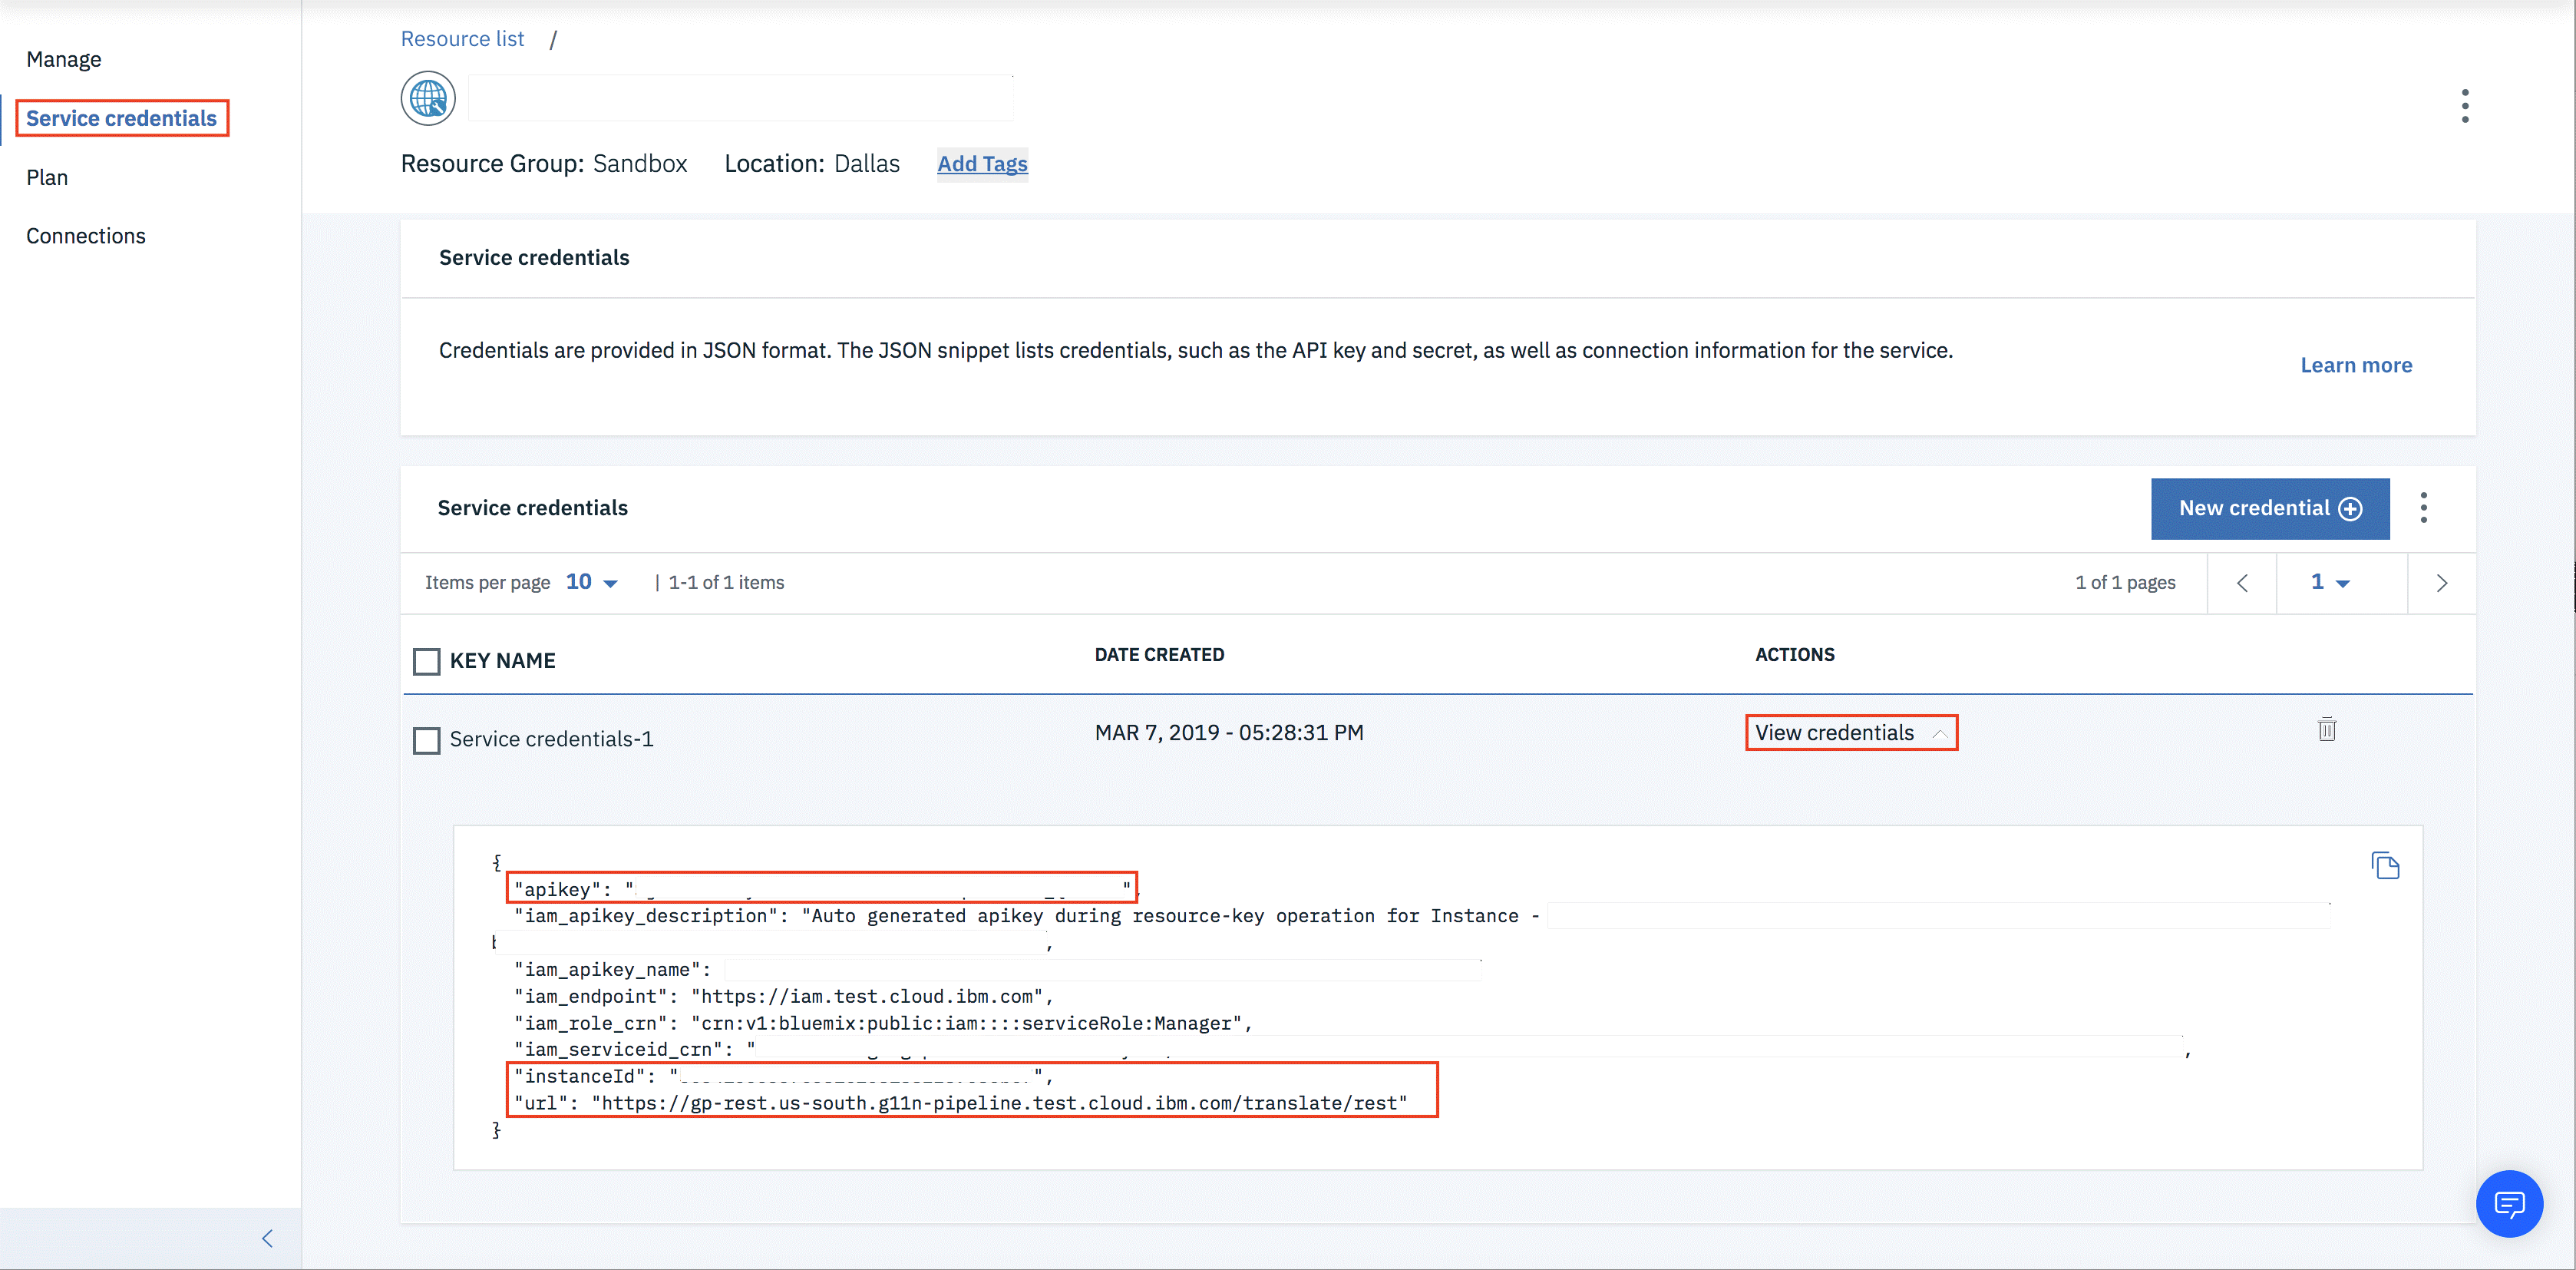 Manage
Service credentials
Plan
Connections
Resource list /
Resource Group: Sandbox Location: Dallas Add Tags
Service credentials
Credentials are provided in JSON format. The JSON snippet lists credentials, such as the API key and secret, as well as connection information for the service.
Learn more
Service credentials
New credential
Items per page 10 | 1-1 of 1 items 1 of 1 pages 1
KEY NAME DATE CREATED ACTIONS
Service credentials-1 MAR 7, 2019 - 05:28:31 PM View credentials
{
"apikey": " ",
"iam_apikey_description": "Auto generated apikey during resource-key operation for Instance -
,
"iam_apikey_name":
"iam_endpoint": "https://iam.test.cloud.ibm.com",
"iam_role_crn": "crn:v1:bluemix:public:iam::::serviceRole:Manager",
"iam_serviceid_crn": " ,
"instanceId": " ",
"url": "https://gp-rest.us-south.g11n-pipeline.test.cloud.ibm.com/translate/rest"
}